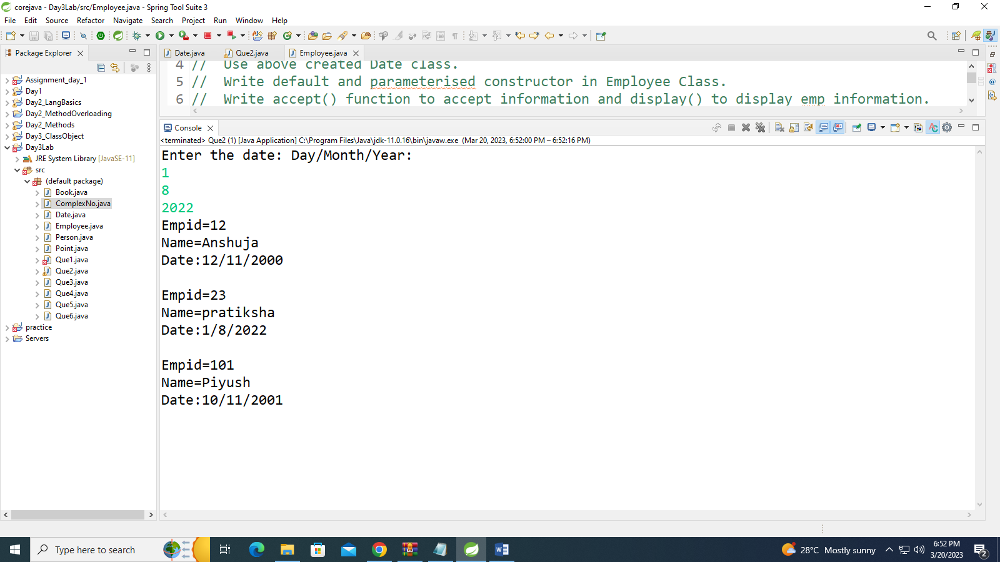 corejava - Day3Lab/src/Employee.java - Spring Tool Suite 3
File Edit Source Refactor Navigate Search Project Run Window Help
Package Explorer
Assignment_day_1
Day1
Day2_LangBasics
Day2_MethodOverloading
Day2_Methods
Day3_ClassObject
Day3Lab
JRE System Library [JavaSE-11]
src
(default package)
Book.java
ComplexNo.java
Date.java
Employee.java
Person.java
Point.java
Que1.java
Que2.java
Que3.java
Que4.java
Que5.java
Que6.java
practice
Servers
Date.java Que2.java Employee.java
4 // Use above created Date class.
5 // Write default and parameterised constructor in Employee Class.
6 // Write accept() function to accept information and display() to display emp information.
Console
<terminated> Que2 (1) [Java Application] C:\Program Files\Java\jdk-11.0.16\bin\javaw.exe (Mar 20, 2023, 6:52:00 PM – 6:52:16 PM)
Enter the date: Day/Month/Year:
1
8
2022
Empid=12
Name=Anshuja
Date:12/11/2000
Empid=23
Name=pratiksha
Date:1/8/2022
Empid=101
Name=Piyush
Date:10/11/2001
Type here to search
28°C Mostly sunny
6:52 PM
3/20/2023
2